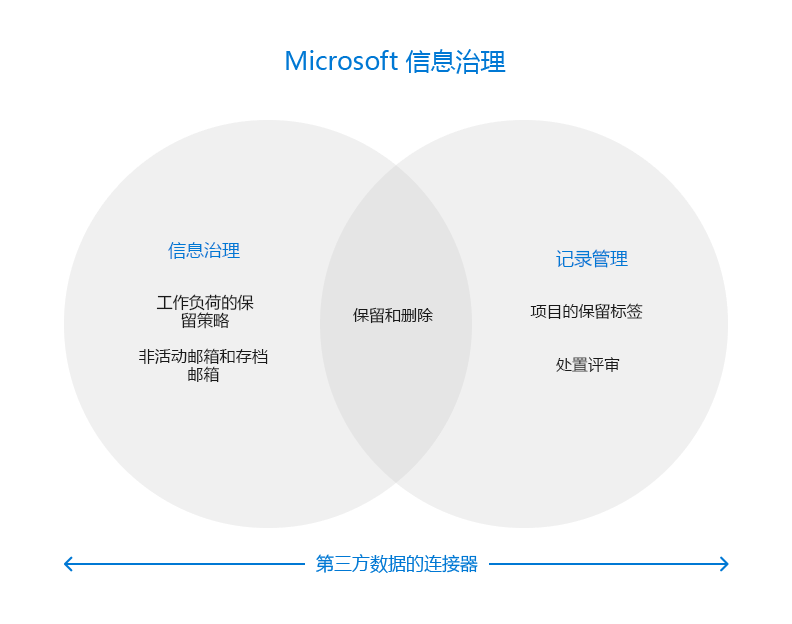 Microsoft 信息治理
信息治理
工作负荷的保
留策略
非活动邮箱和存档
邮箱
保留和删除
记录管理
项目的保留标签
处置评审
第三方数据的连接器